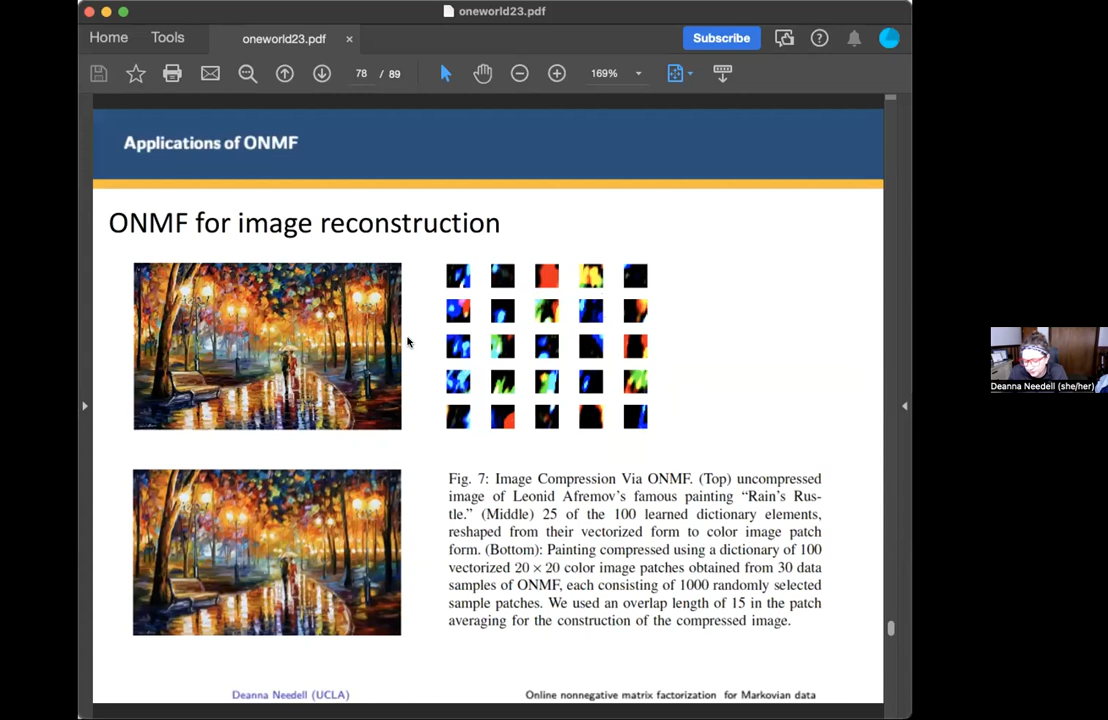 oneworld23.pdf
Home
Tools
oneworld23.pdf
×
Subscribe
78 / 89
169%
Applications of ONMF
ONMF for image reconstruction
Fig. 7: Image Compression Via ONMF. (Top) uncompressed
image of Leonid Afremov's famous painting "Rain's Rus-
tle." (Middle) 25 of the 100 learned dictionary elements,
reshaped from their vectorized form to color image patch
form. (Bottom): Painting compressed using a dictionary of 100
vectorized 20 × 20 color image patches obtained from 30 data
samples of ONMF, each consisting of 1000 randomly selected
sample patches. We used an overlap length of 15 in the patch
averaging for the construction of the compressed image.
Deanna Needell (UCLA)
Online nonnegative matrix factorization for Markovian data
Deanna Needell (she/her)